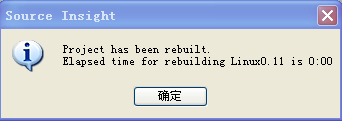 Source Insight
Project has been rebuilt.
Elapsed time for rebuilding Linux0.11 is 0:00
确定